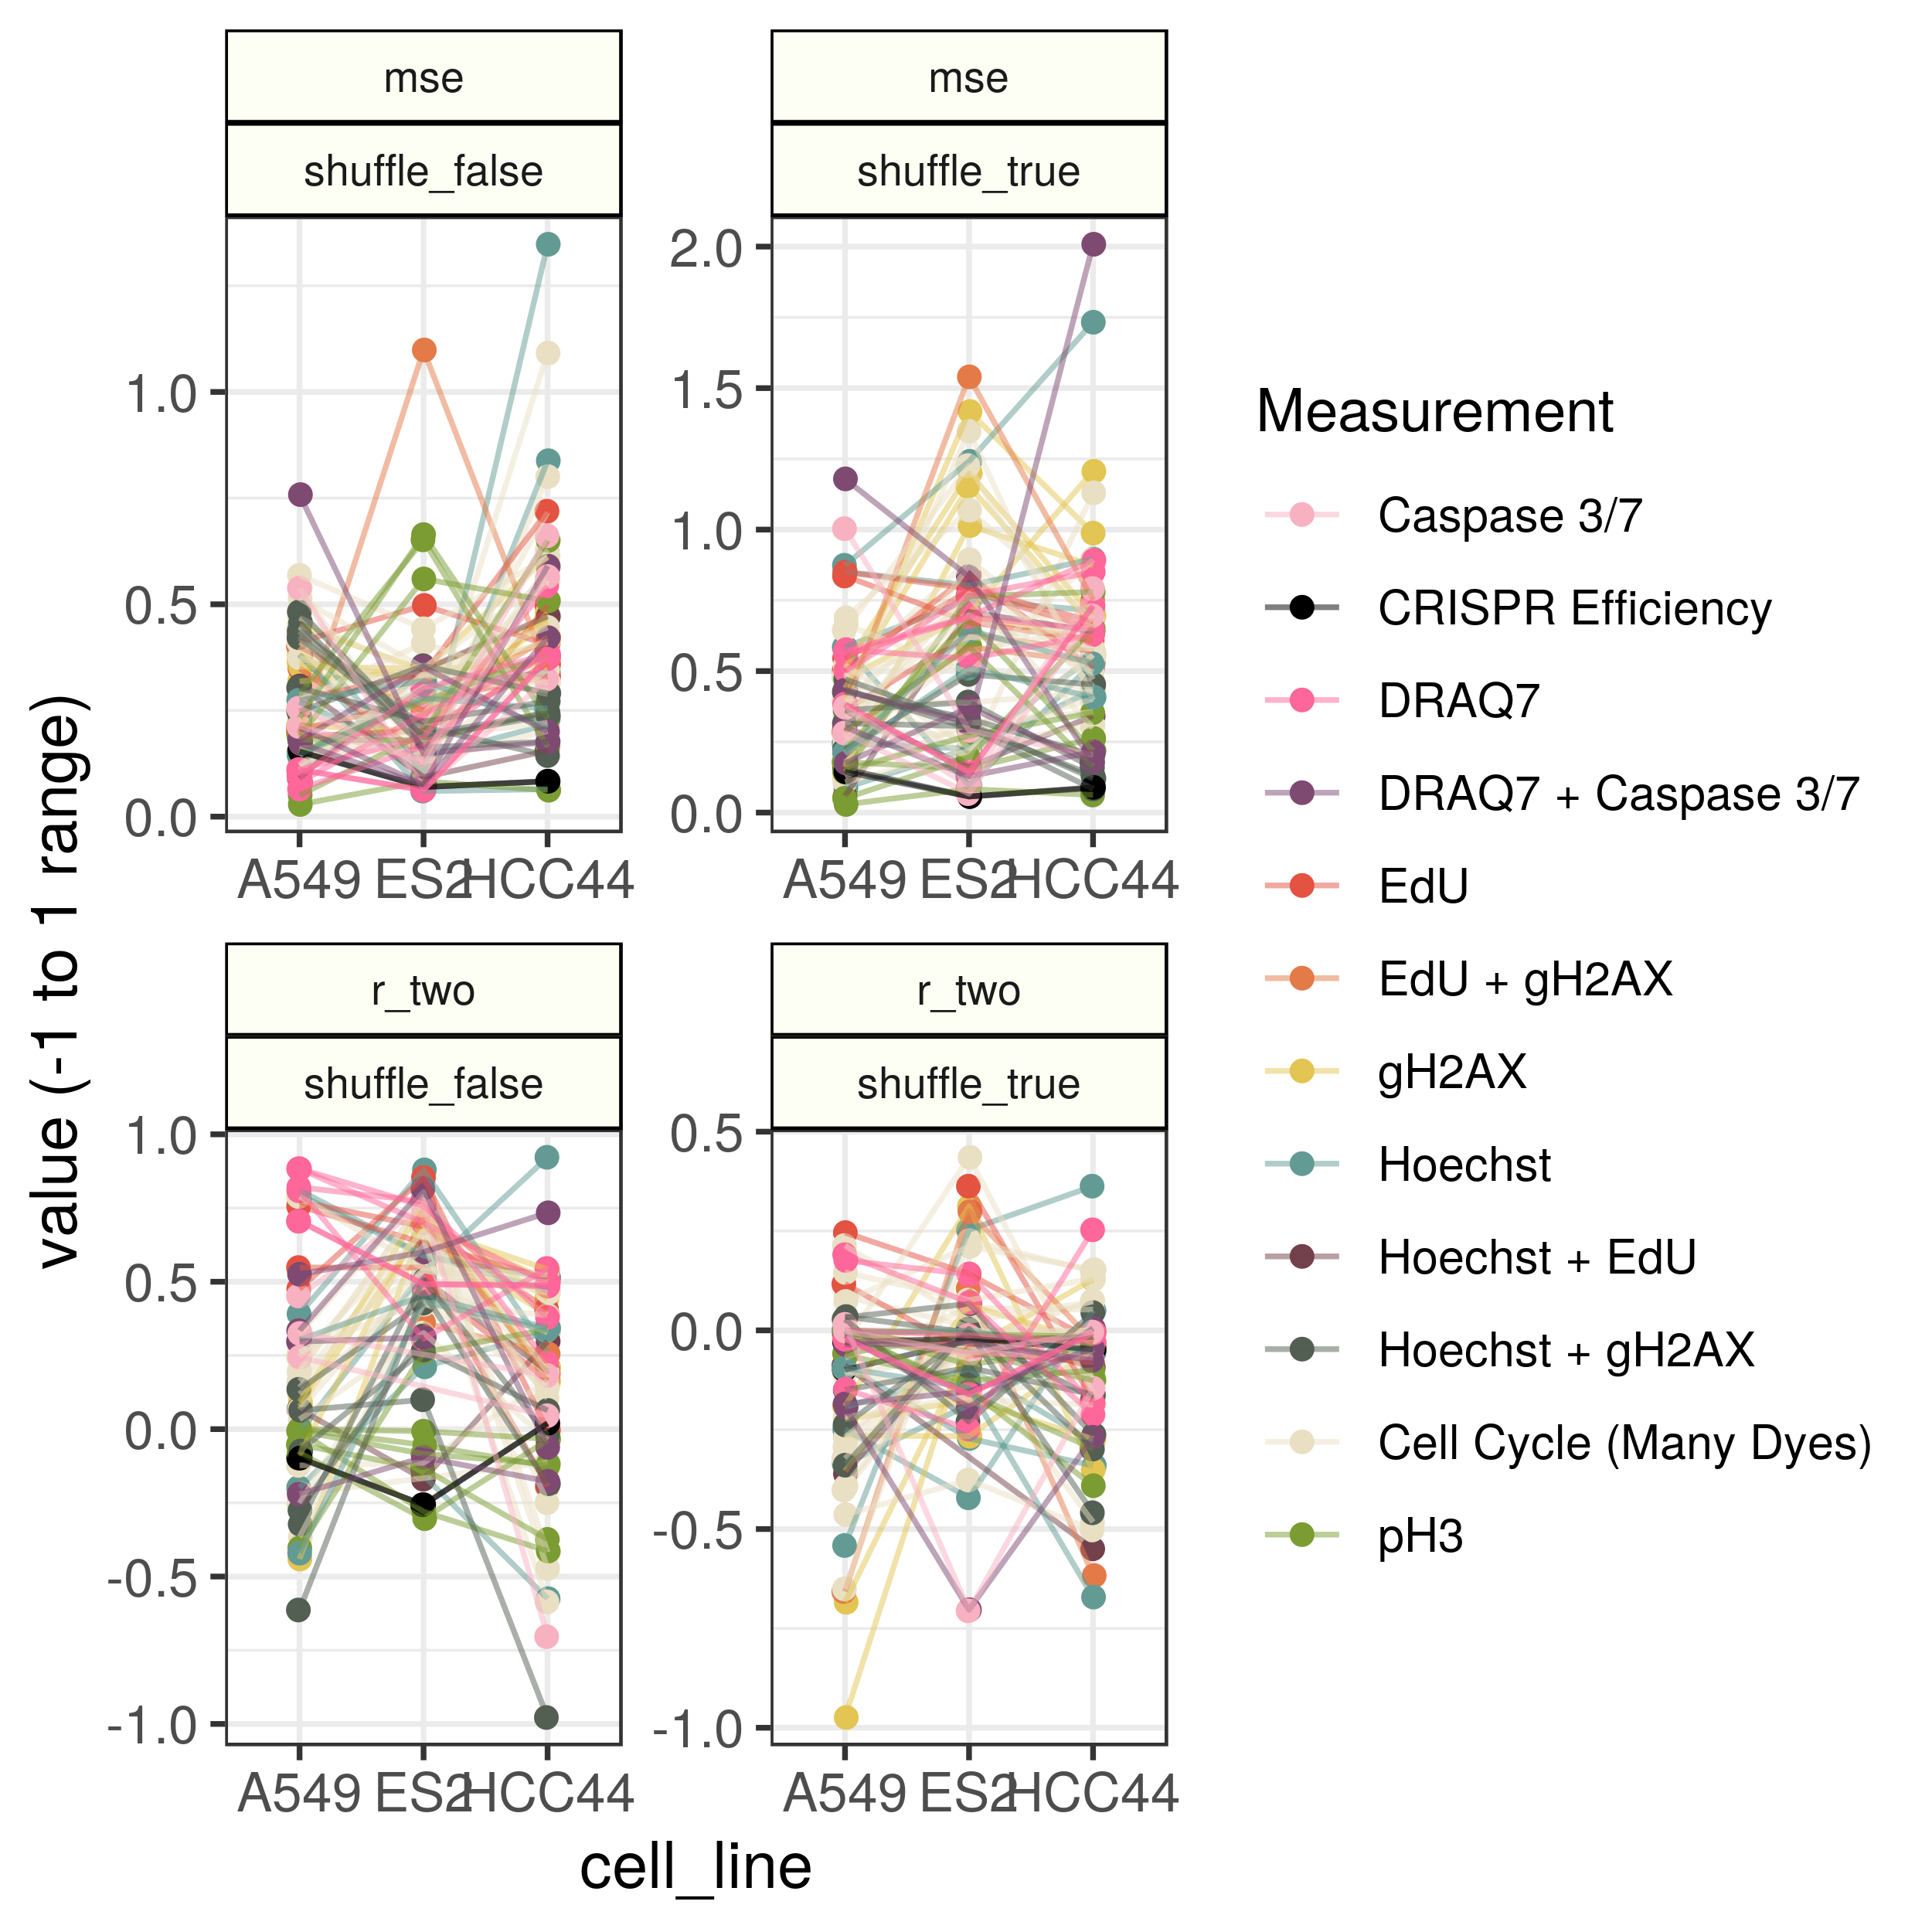 mse
mse
shuffle_false
shuffle_true
1.0
0.5
0.0
2.0
1.5
1.0
0.5
0.0
A549 ES2 HCC44
A549 ES2 HCC44
r_two
r_two
shuffle_false
shuffle_true
1.0
0.5
0.0
-0.5
-1.0
0.5
0.0
-0.5
-1.0
A549 ES2 HCC44
A549 ES2 HCC44
cell_line
value (-1 to 1 range)
Measurement
Caspase 3/7
CRISPR Efficiency
DRAQ7
DRAQ7 + Caspase 3/7
EdU
EdU + gH2AX
gH2AX
Hoechst
Hoechst + EdU
Hoechst + gH2AX
Cell Cycle (Many Dyes)
pH3